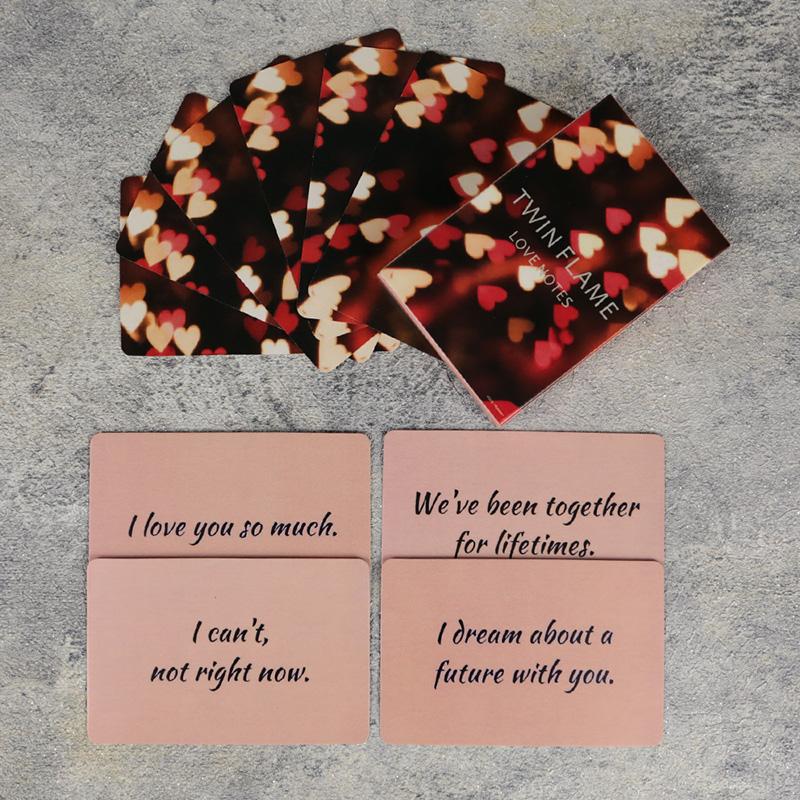 TWIN FLAME
LOVE NOTES
I love you so much.
We've been together
for lifetimes.
I can't,
not right now.
I dream about a
future with you.